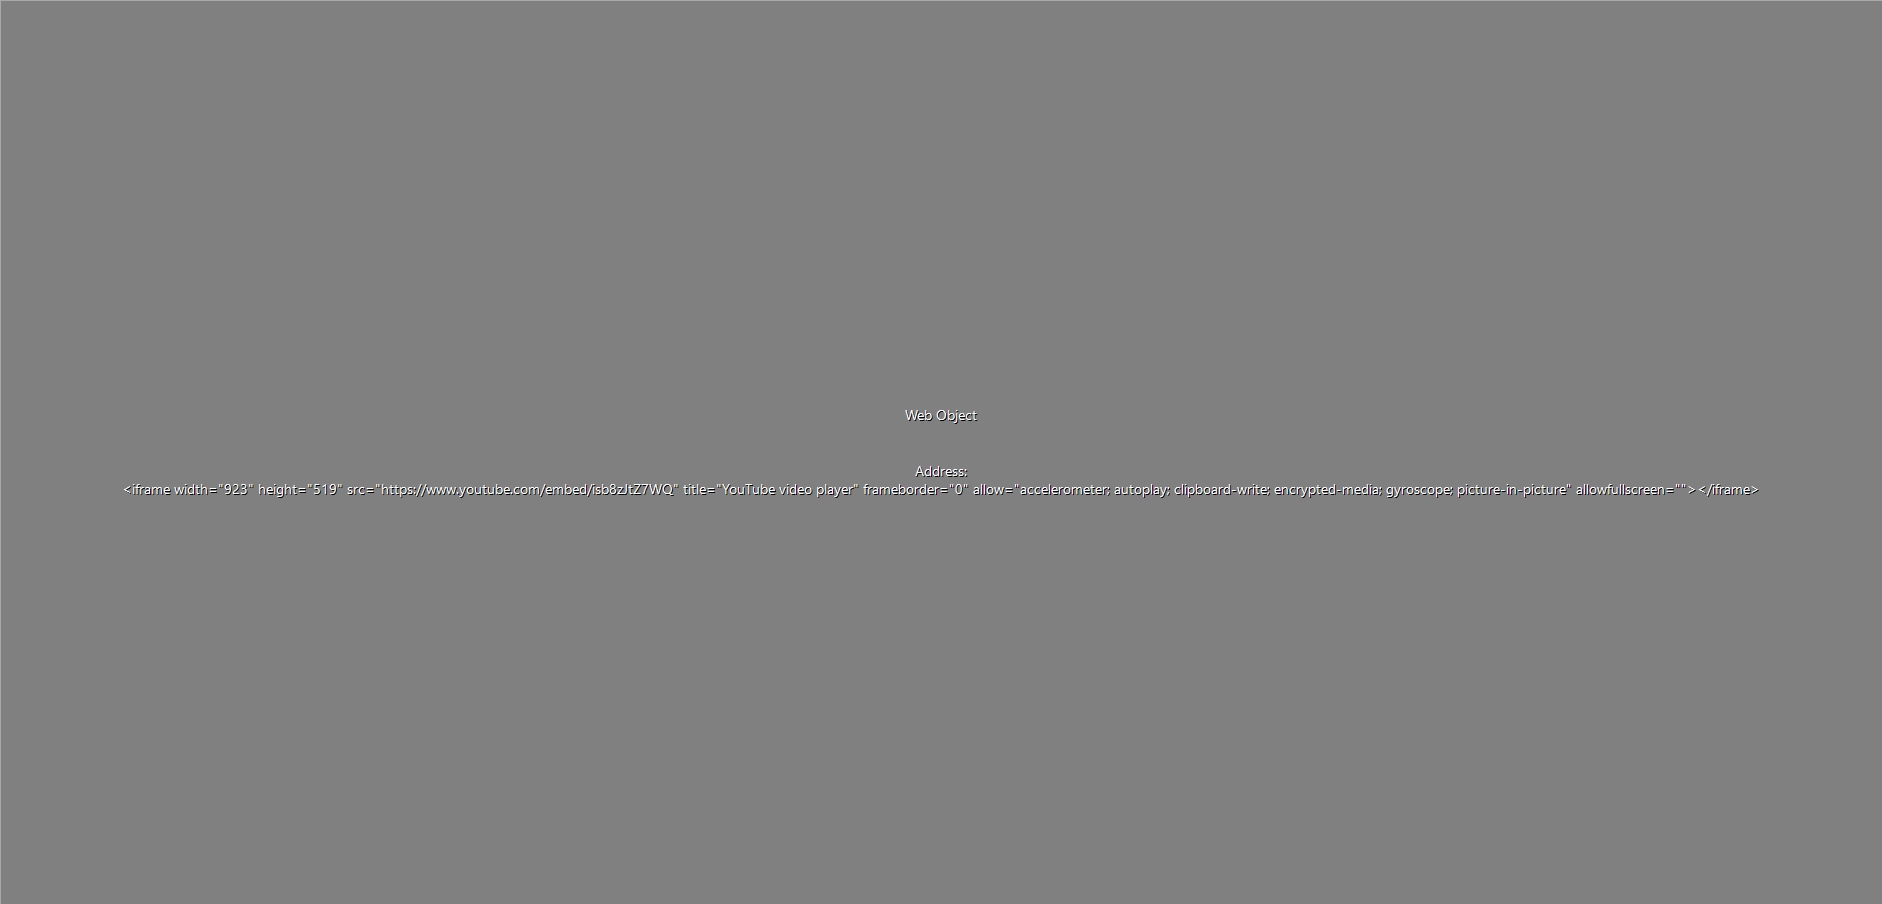 Web Object
Address:
<iframe width="923" height="519" src="https://www.youtube.com/embed/isb8zJtZ7WQ" title="YouTube video player" frameborder="0" allow="accelerometer; autoplay; clipboard-write; encrypted-media; gyroscope; picture-in-picture" allowfullscreen=""></iframe>